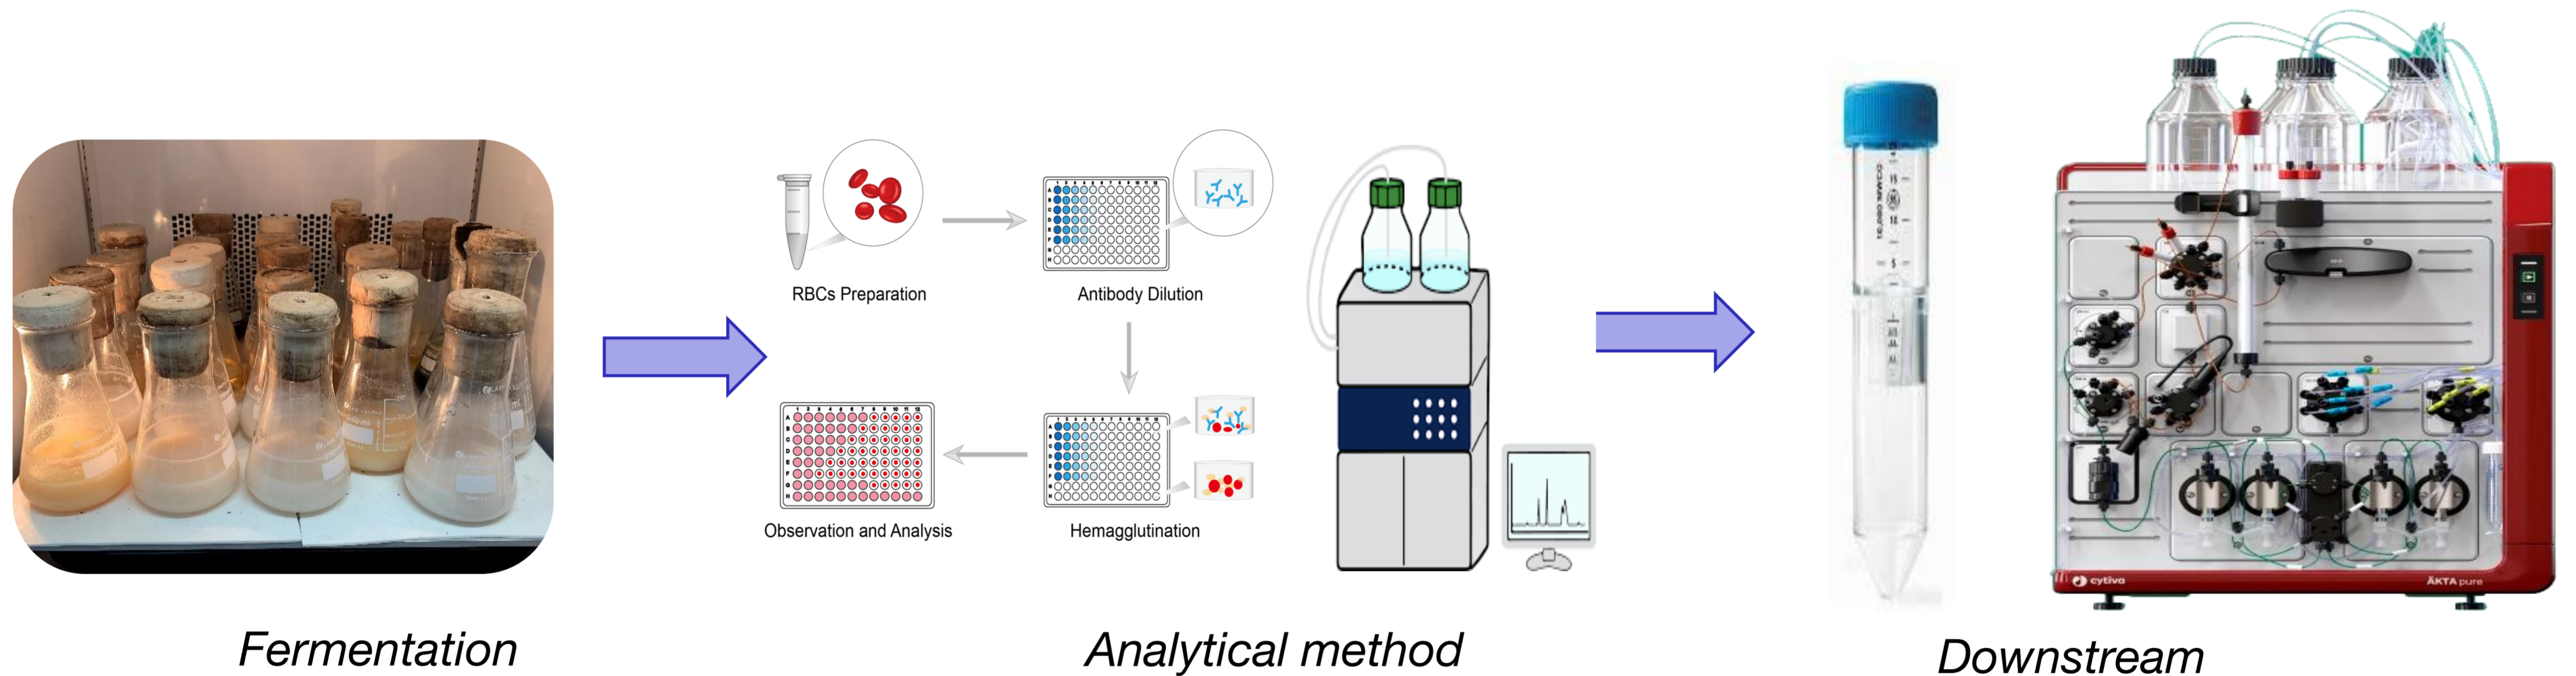 RBCs Preparation
Antibody Dilution
Observation and Analysis
Hemagglutination
cytiva
ÄKTA pure
Fermentation
Analytical method
Downstream